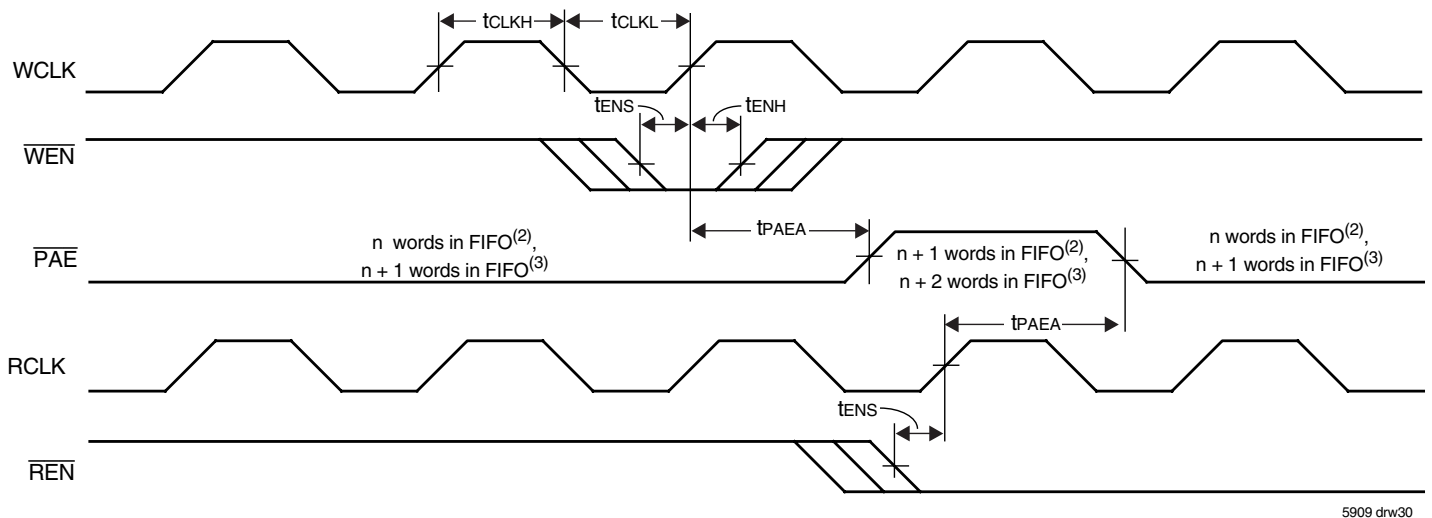 tCLKH
tCLKL
WCLK
tENS
tENH
WEN
tPAEA
n words in FIFO(2),
n + 1 words in FIFO(3)
PAE
n + 1 words in FIFO(2),
n + 2 words in FIFO(3)
n words in FIFO(2),
n + 1 words in FIFO(3)
tPAEA
RCLK
tENS
REN
5909 drw30